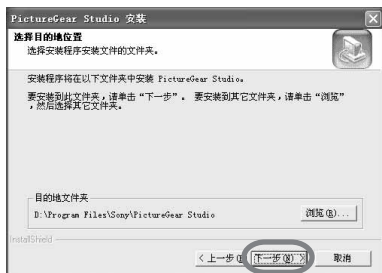 PictureGear Studio 安装
选择目的地位置
选择安装程序安装文件的文件夹。
安装程序将在以下文件夹中安装 PictureGear Studio。
要安装到此文件夹，请单击“下一步”。 要安装到其它文件夹，请单击“浏览”
，然后选择其它文件夹。
目的地文件夹
D:\Program Files\Sony\PictureGear Studio
浏览(R)...
InstallShield
< 上一步(B)
下一步(N) >
取消